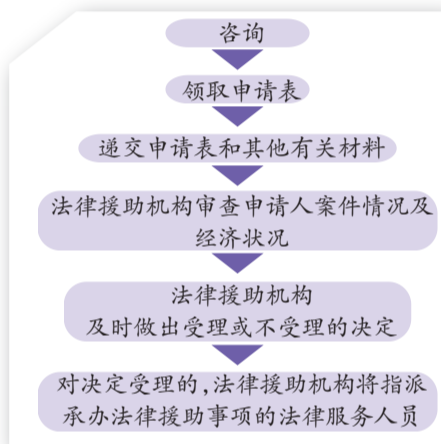 咨询
领取申请表
递交申请表和其他有关材料
法律援助机构审查申请人案件情况及
经济状况
法律援助机构
及时做出受理或不受理的决定
对决定受理的,法律援助机构将指派
承办法律援助事项的法律服务人员